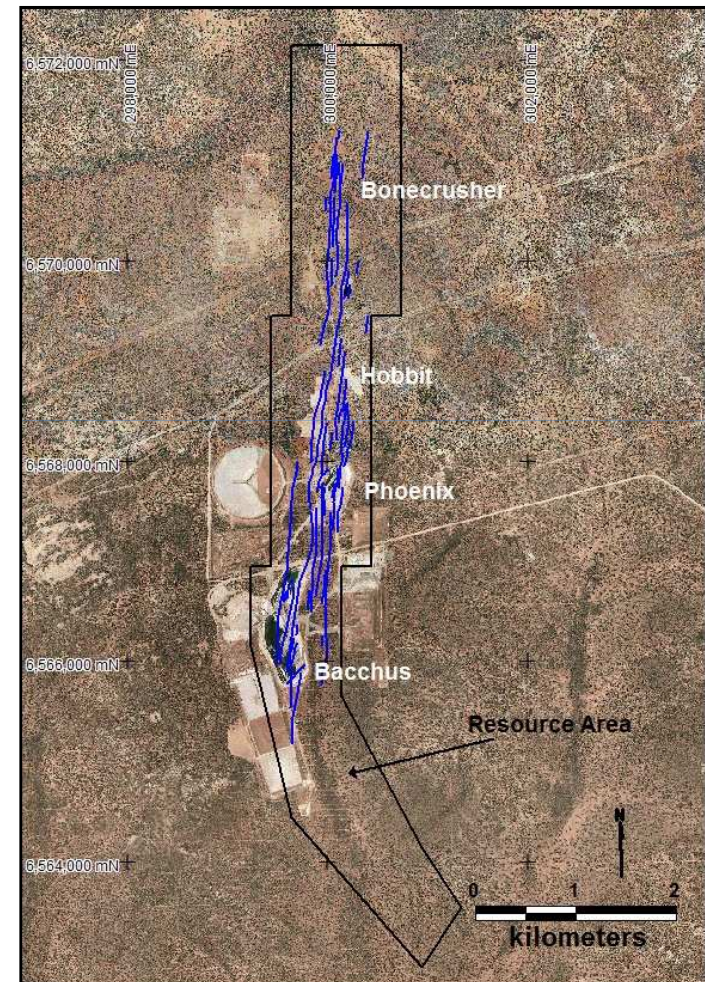 298,000 mE
300,000 mE
302,000 mE
6,572,000 mN
Bonecrusher
6,570,000 mN
Hobbit
6,568,000 mN
Phoenix
6,566,000 mN
Bacchus
Resource Area
N
6,564,000 mN
0 1 2
kilometers